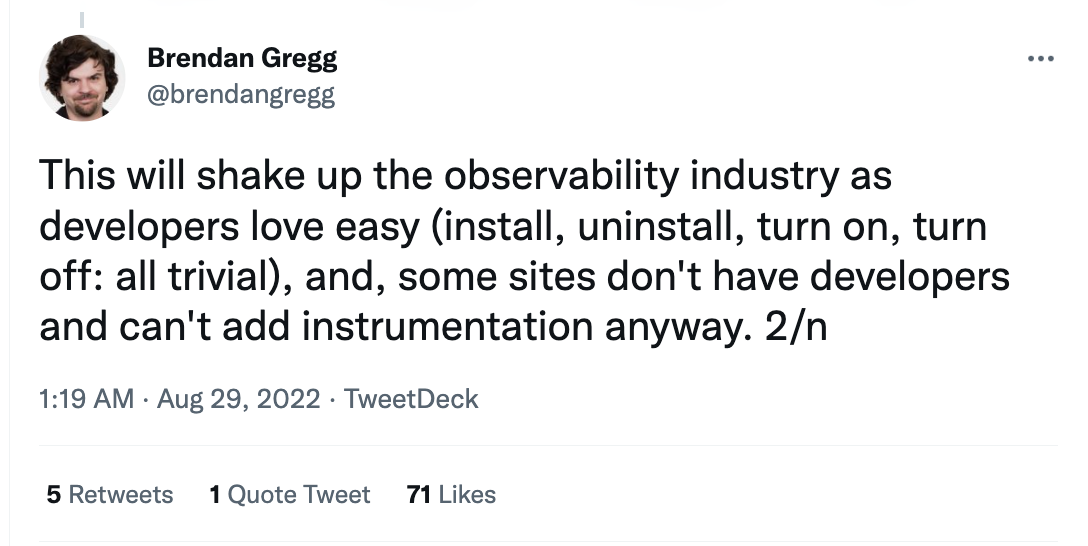 Brendan Gregg
@brendangregg
This will shake up the observability industry as
developers love easy (install, uninstall, turn on, turn
off: all trivial), and, some sites don't have developers
and can't add instrumentation anyway. 2/n
1:19 AM · Aug 29, 2022 · TweetDeck
5 Retweets 1 Quote Tweet 71 Likes